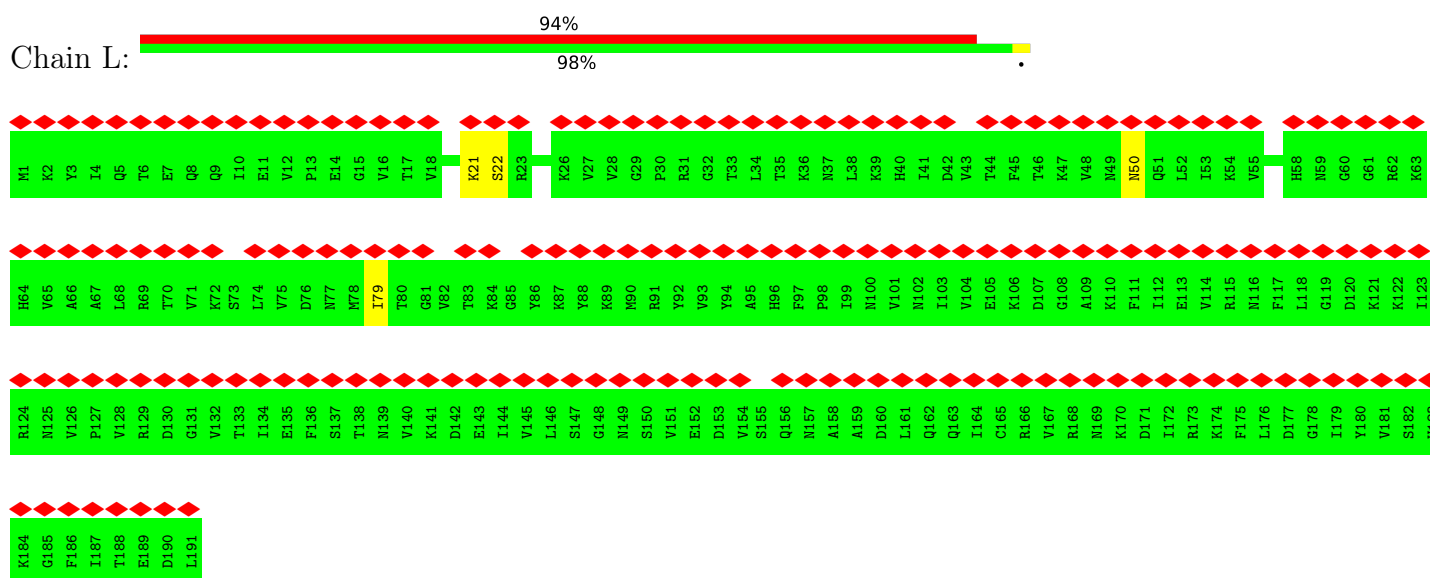 94%
Chain L:
98%
.
M1 K2 Y3 I4 Q5 T6 E7 Q8 Q9 I10 E11 V12 P13 E14 G15 V16 T17 V18 K21 S22 R23 K26 V27 V28 G29 P30 R31 G32 T33 L34 T35 K36 N37 L38 K39 H40 I41 D42 V43 T44 F45 T46 K47 V48 N49 N50 Q51 L52 I53 K54 V55 H58 N59 G60 G61 R62 K63
H64 V65 A66 A67 L68 R69 T70 V71 K72 S73 L74 V75 D76 N77 M78 I79 T80 G81 V82 T83 K84 G85 Y86 K87 Y88 K89 M90 R91 Y92 V93 Y94 A95 H96 F97 P98 I99 N100 V101 N102 I103 V104 E105 K106 D107 G108 A109 K110 F111 I112 E113 V114 R115 N116 F117 L118 G119 D120 K121 K122 I123
R124 N125 V126 P127 V128 R129 D130 G131 V132 T133 I134 E135 F136 S137 T138 N139 V140 K141 D142 E143 I144 V145 L146 S147 G148 N149 S150 V151 E152 D153 V154 S155 Q156 N157 A158 A159 D160 L161 Q162 Q163 I164 C165 R166 V167 R168 N169 K170 D171 I172 R173 K174 F175 L176 D177 G178 I179 Y180 V181 S182
K184 G185 F186 I187 T188 E189 D190 L191